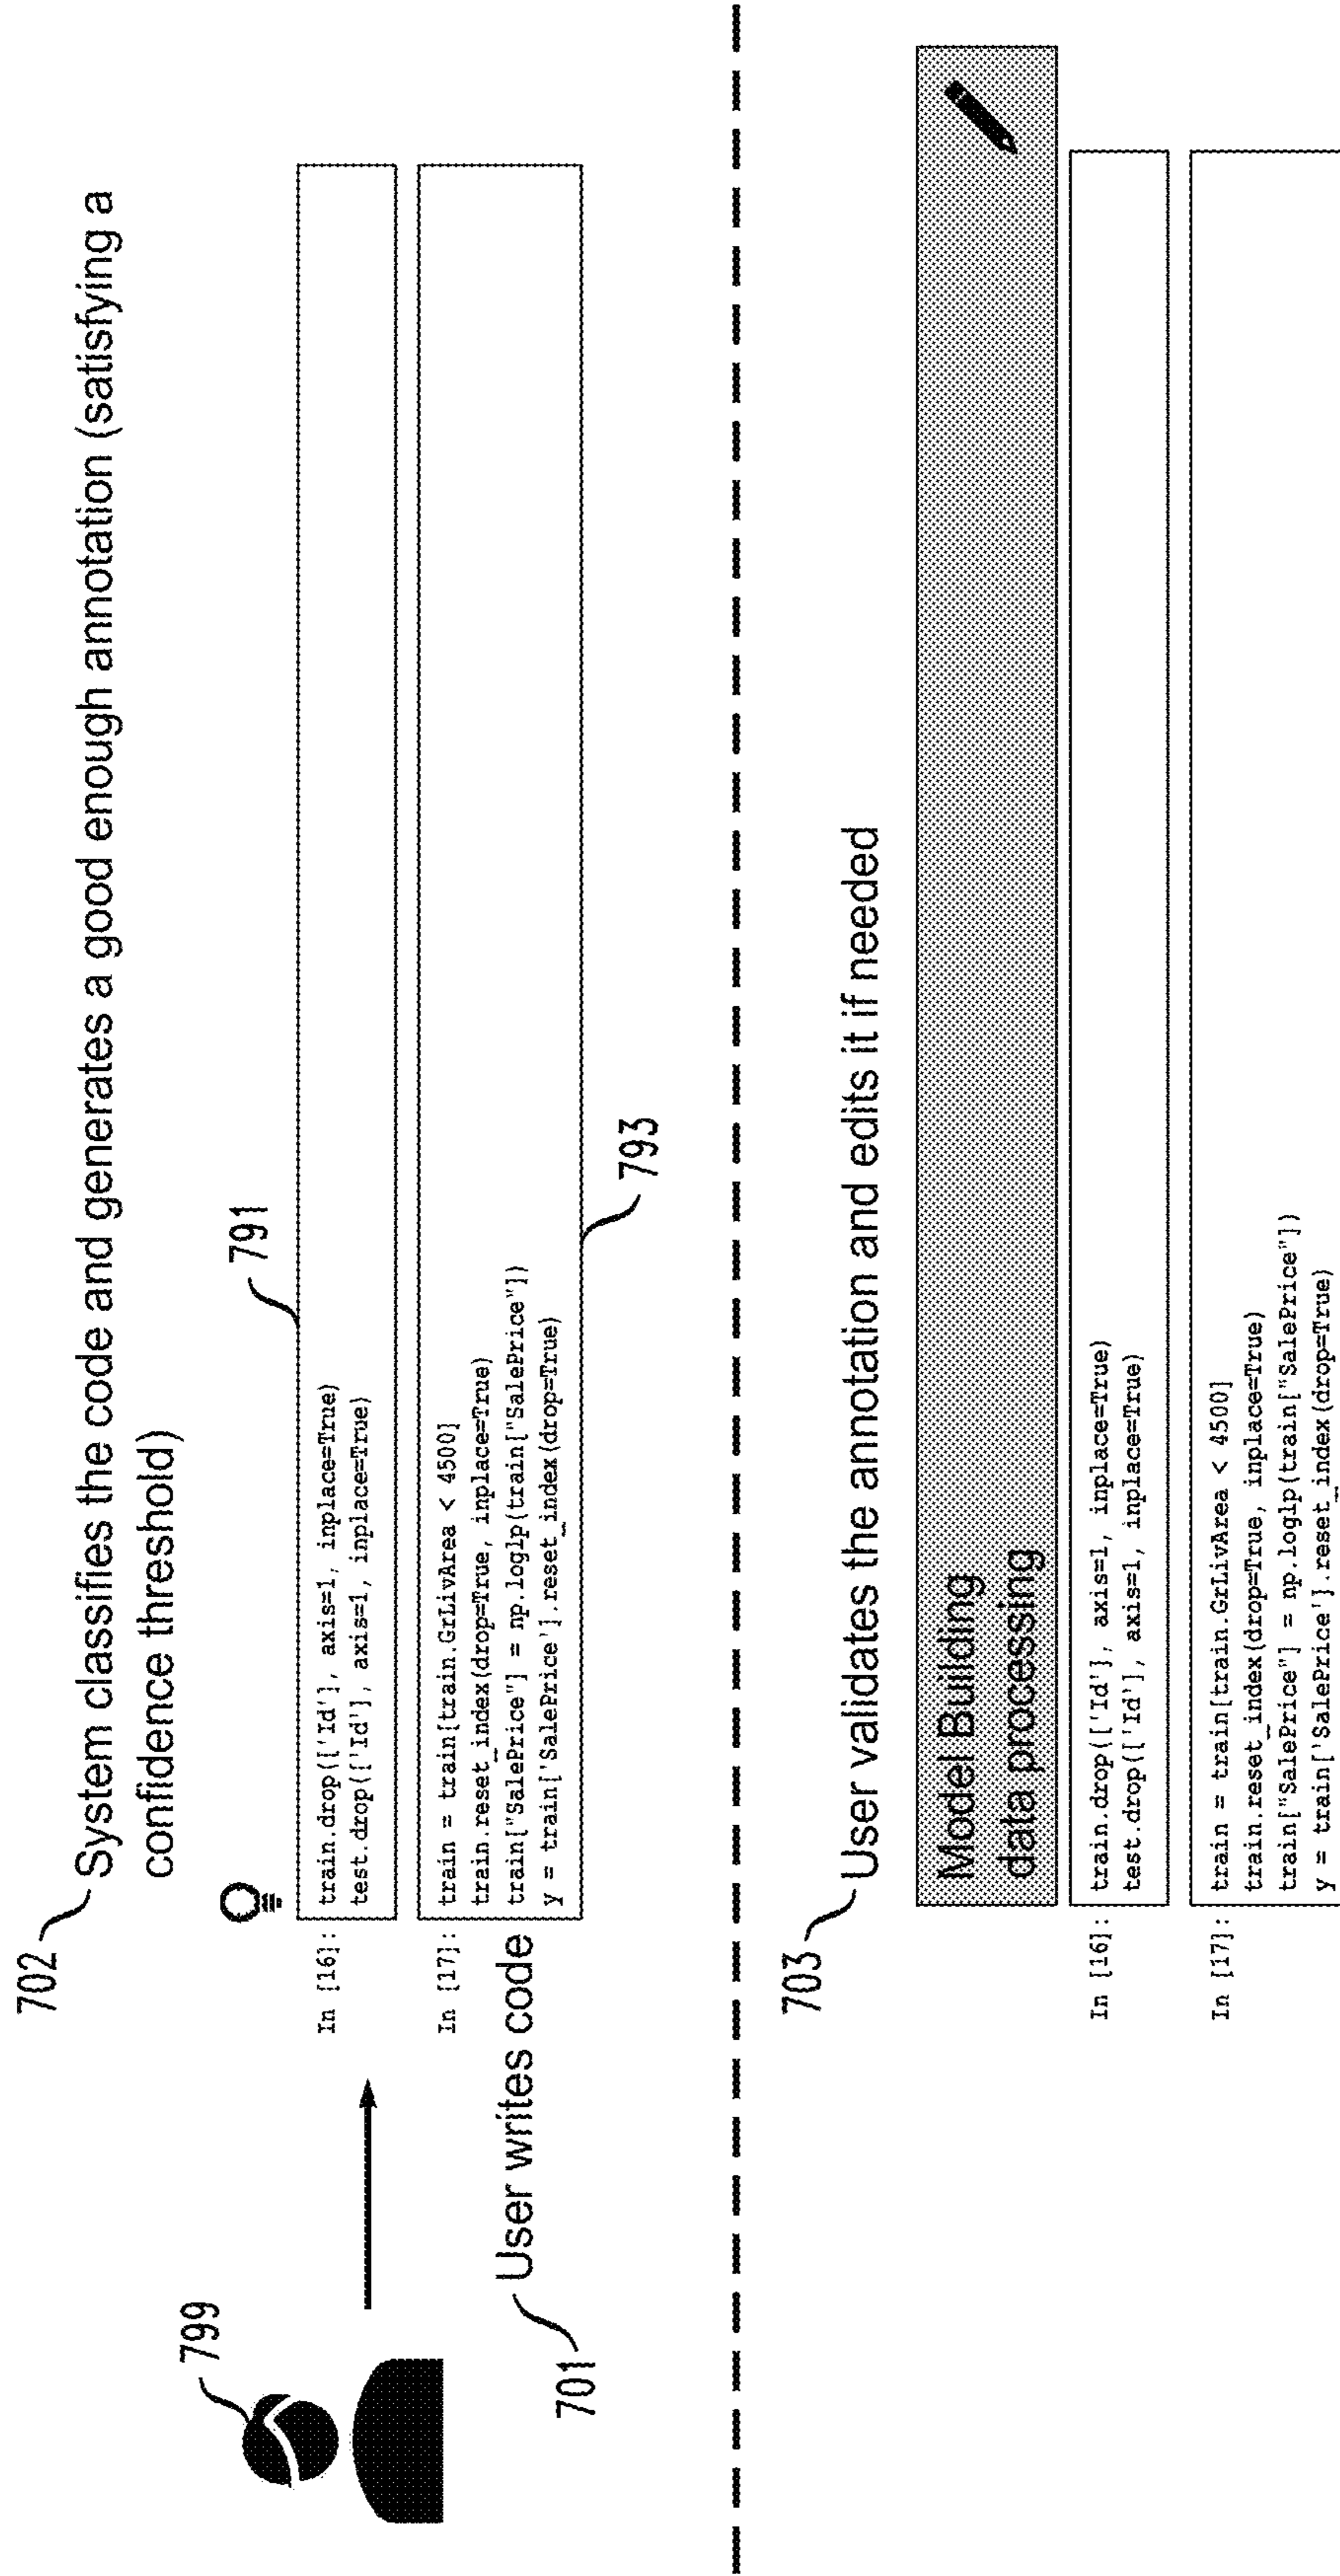 702
System classifies the code and generates a good enough annotation (satisfying a
confidence threshold)
799
791
In [16]: train.drop(['Id'], axis=1, inplace=True)
test.drop(['Id'], axis=1, inplace=True)
In [17]: train = train[train.GrLivArea < 4500]
train.reset_index(drop=True, inplace=True)
train["SalePrice"] = np.log1p(train["SalePrice"])
y = train['SalePrice'].reset_index(drop=True)
User writes code
701
793
703
User validates the annotation and edits it if needed
Model Building
data processing
In [16]: train.drop(['Id'], axis=1, inplace=True)
test.drop(['Id'], axis=1, inplace=True)
In [17]: train = train[train.GrLivArea < 4500]
train.reset_index(drop=True, inplace=True)
train["SalePrice"] = np.log1p(train["SalePrice"])
y = train['SalePrice'].reset_index(drop=True)